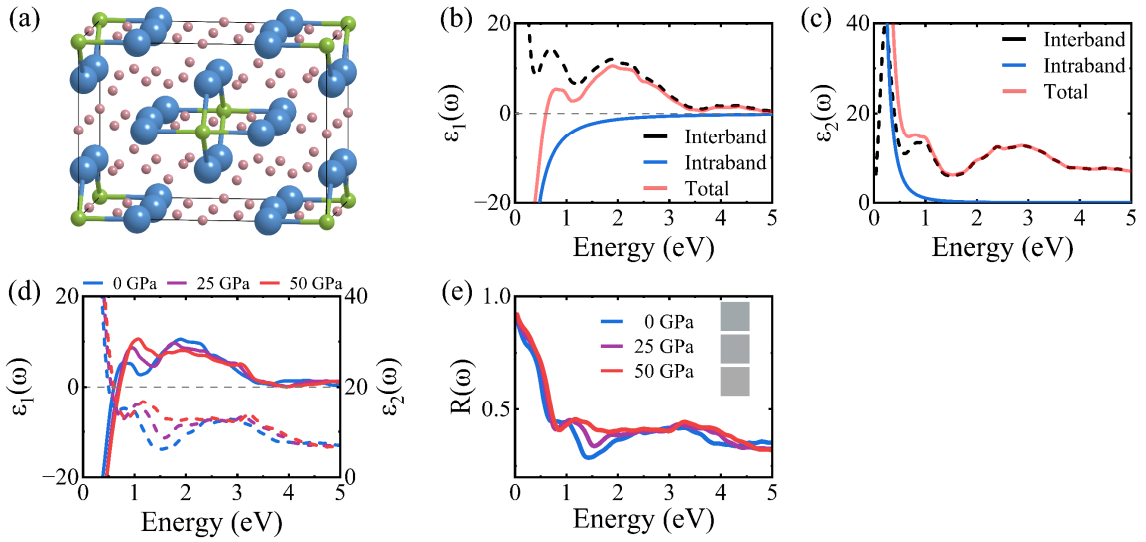 (a)
(b)
ε₁(ω)
20
0
−20
Interband
Intraband
Total
0 1 2 3 4 5
Energy (eV)
(c)
ε₂(ω)
40
20
0
Interband
Intraband
Total
0 1 2 3 4 5
Energy (eV)
(d)
0 GPa 25 GPa 50 GPa
ε₁(ω)
20
0
−20
40
20
0
ε₂(ω)
0 1 2 3 4 5
Energy (eV)
(e)
R(ω)
1.0
0.5
0 GPa
25 GPa
50 GPa
0 1 2 3 4 5
Energy (eV)